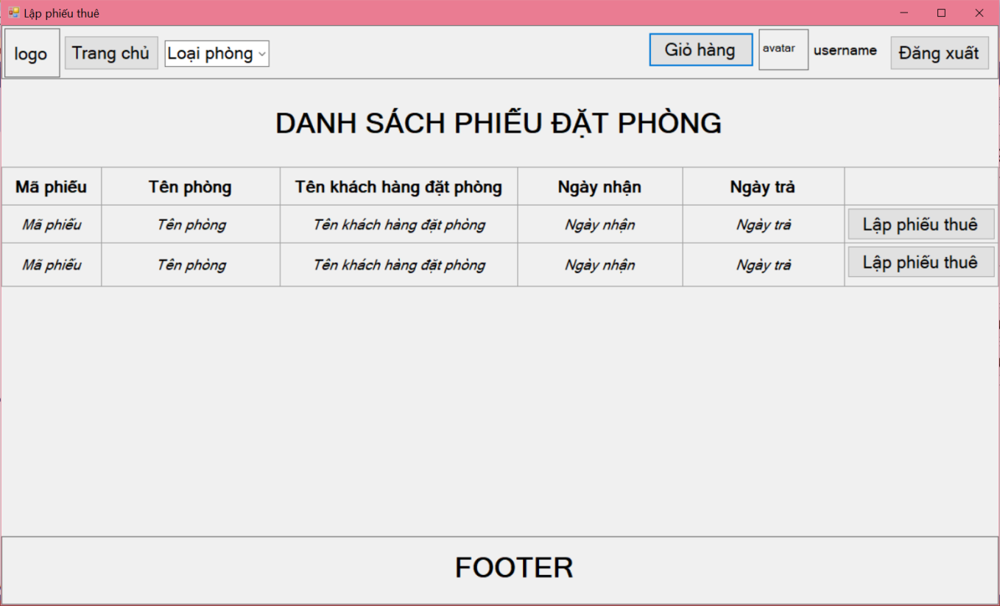 Lập phiếu thuê
logo Trang chủ Loại phòng Giỏ hàng avatar username Đăng xuất
DANH SÁCH PHIẾU ĐẶT PHÒNG
Mã phiếu Tên phòng Tên khách hàng đặt phòng Ngày nhận Ngày trả
Mã phiếu Tên phòng Tên khách hàng đặt phòng Ngày nhận Ngày trả Lập phiếu thuê
Mã phiếu Tên phòng Tên khách hàng đặt phòng Ngày nhận Ngày trả Lập phiếu thuê
FOOTER